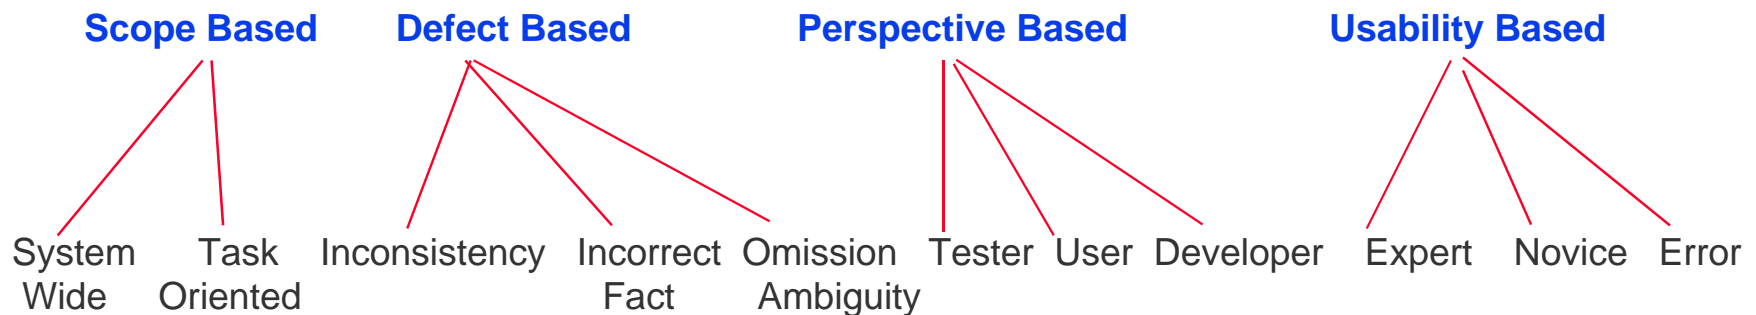 Scope Based Defect Based Perspective Based Usability Based
System Task Inconsistency Incorrect Omission Tester User Developer Expert Novice Error
Wide Oriented Fact Ambiguity